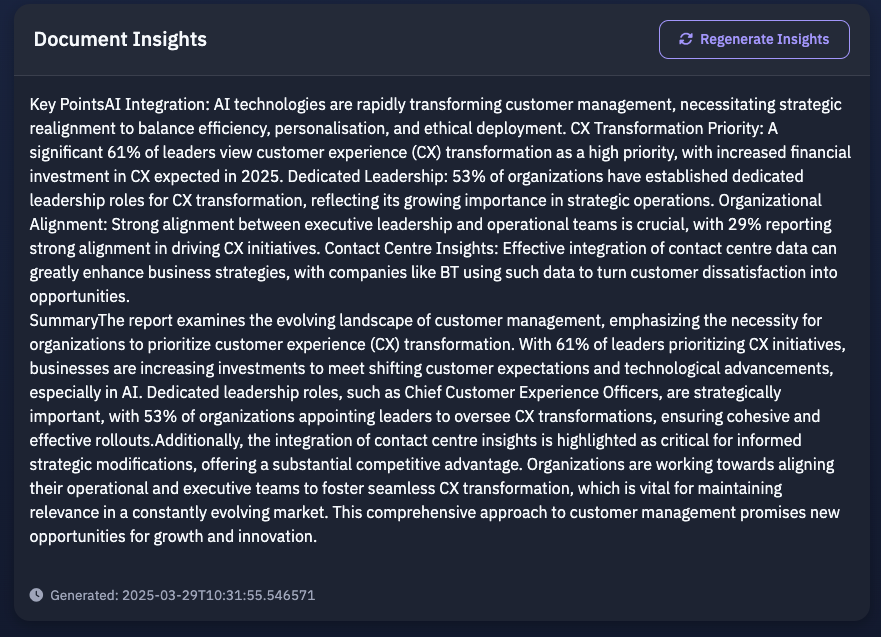 Document Insights
Regenerate Insights
Key PointsAI Integration: AI technologies are rapidly transforming customer management, necessitating strategic
realignment to balance efficiency, personalisation, and ethical deployment. CX Transformation Priority: A
significant 61% of leaders view customer experience (CX) transformation as a high priority, with increased financial
investment in CX expected in 2025. Dedicated Leadership: 53% of organizations have established dedicated
leadership roles for CX transformation, reflecting its growing importance in strategic operations. Organizational
Alignment: Strong alignment between executive leadership and operational teams is crucial, with 29% reporting
strong alignment in driving CX initiatives. Contact Centre Insights: Effective integration of contact centre data can
greatly enhance business strategies, with companies like BT using such data to turn customer dissatisfaction into
opportunities.
SummaryThe report examines the evolving landscape of customer management, emphasizing the necessity for
organizations to prioritize customer experience (CX) transformation. With 61% of leaders prioritizing CX initiatives,
businesses are increasing investments to meet shifting customer expectations and technological advancements,
especially in AI. Dedicated leadership roles, such as Chief Customer Experience Officers, are strategically
important, with 53% of organizations appointing leaders to oversee CX transformations, ensuring cohesive and
effective rollouts.Additionally, the integration of contact centre insights is highlighted as critical for informed
strategic modifications, offering a substantial competitive advantage. Organizations are working towards aligning
their operational and executive teams to foster seamless CX transformation, which is vital for maintaining
relevance in a constantly evolving market. This comprehensive approach to customer management promises new
opportunities for growth and innovation.
Generated: 2025-03-29T10:31:55.546571